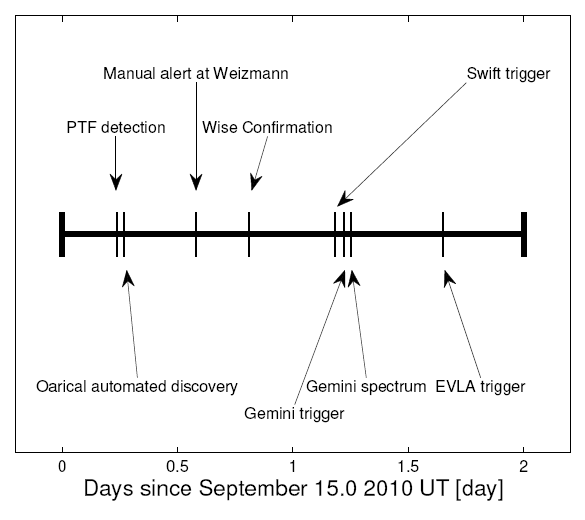 Manual alert at Weizmann
Swift trigger
PTF detection
Wise Confirmation
Oarical automated discovery
Gemini spectrum
EVLA trigger
Gemini trigger
0
0.5
1
1.5
2
Days since September 15.0 2010 UT [day]